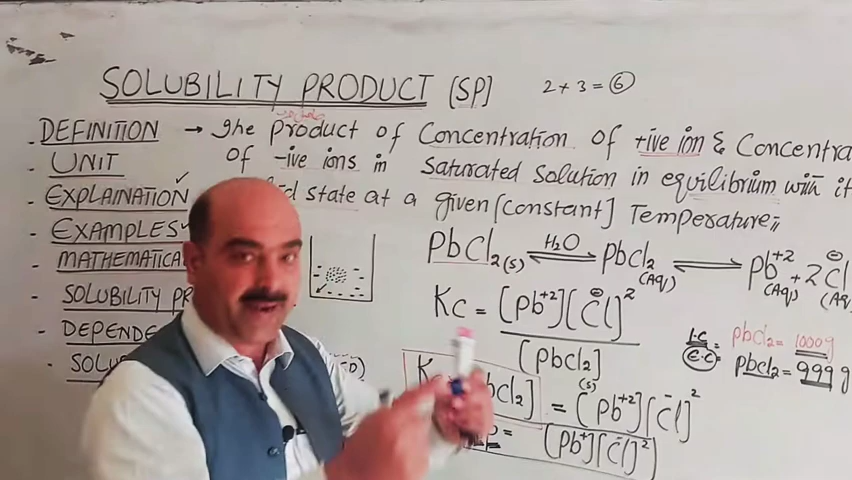 SOLUBILITY PRODUCT [SP]
2 + 3 = 6
- DEFINITION → The product of Concentration of +ive ion & Concentra
- UNIT of -ive ions in Saturated Solution in equilibrium with it
- EXPLAINATION ✓ state at a given [constant] Temperature,,
- EXAMPLES
- MATHEMATICA
PbCl2(s) ⇌ H2O PbCl2 (Aq) ⇌ Pb+2 (Aq) + 2Cl⊖ (Aq)
- SOLUBILITY PR
Kc = [Pb+2][Cl⊖]2
[PbCl2] (s)
- DEPENDE
I.C = PbCl2 = 1000g
E.C = PbCl2 = 999 g
- SOLU
K bCl2] = [Pb+2][Cl-]2
= [Pb+][Cl-]2]